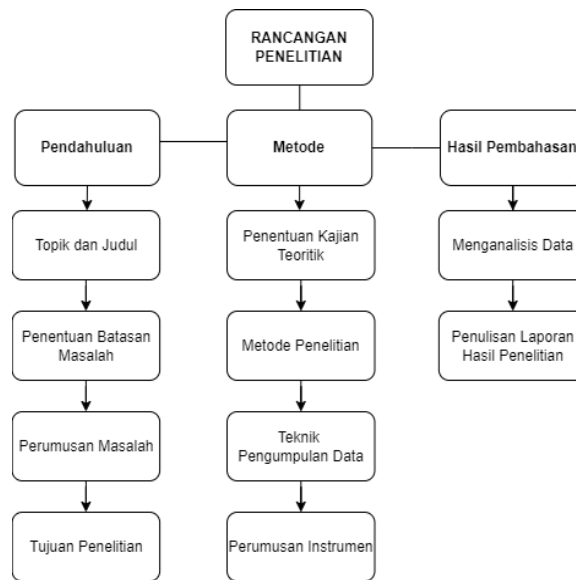 RANCANGAN
PENELITIAN
Pendahuluan
Metode
Hasil Pembahasan
Topik dan Judul
Penentuan Kajian
Teoritik
Menganalisis Data
Penentuan Batasan
Masalah
Metode Penelitian
Penulisan Laporan
Hasil Penelitian
Perumusan Masalah
Teknik
Pengumpulan Data
Tujuan Penelitian
Perumusan Instrumen